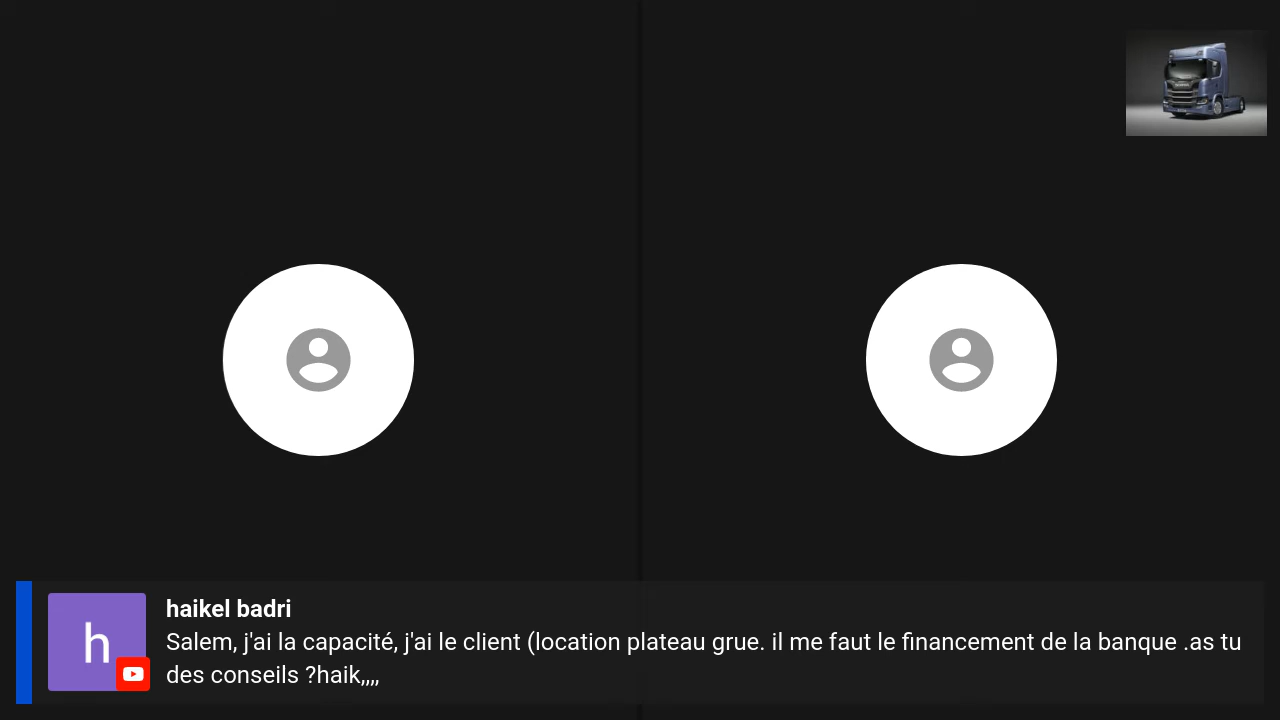 haikel badri
Salem, j'ai la capacité, j'ai le client (location plateau grue. il me faut le financement de la banque .as tu
des conseils ?haik,,,,
h